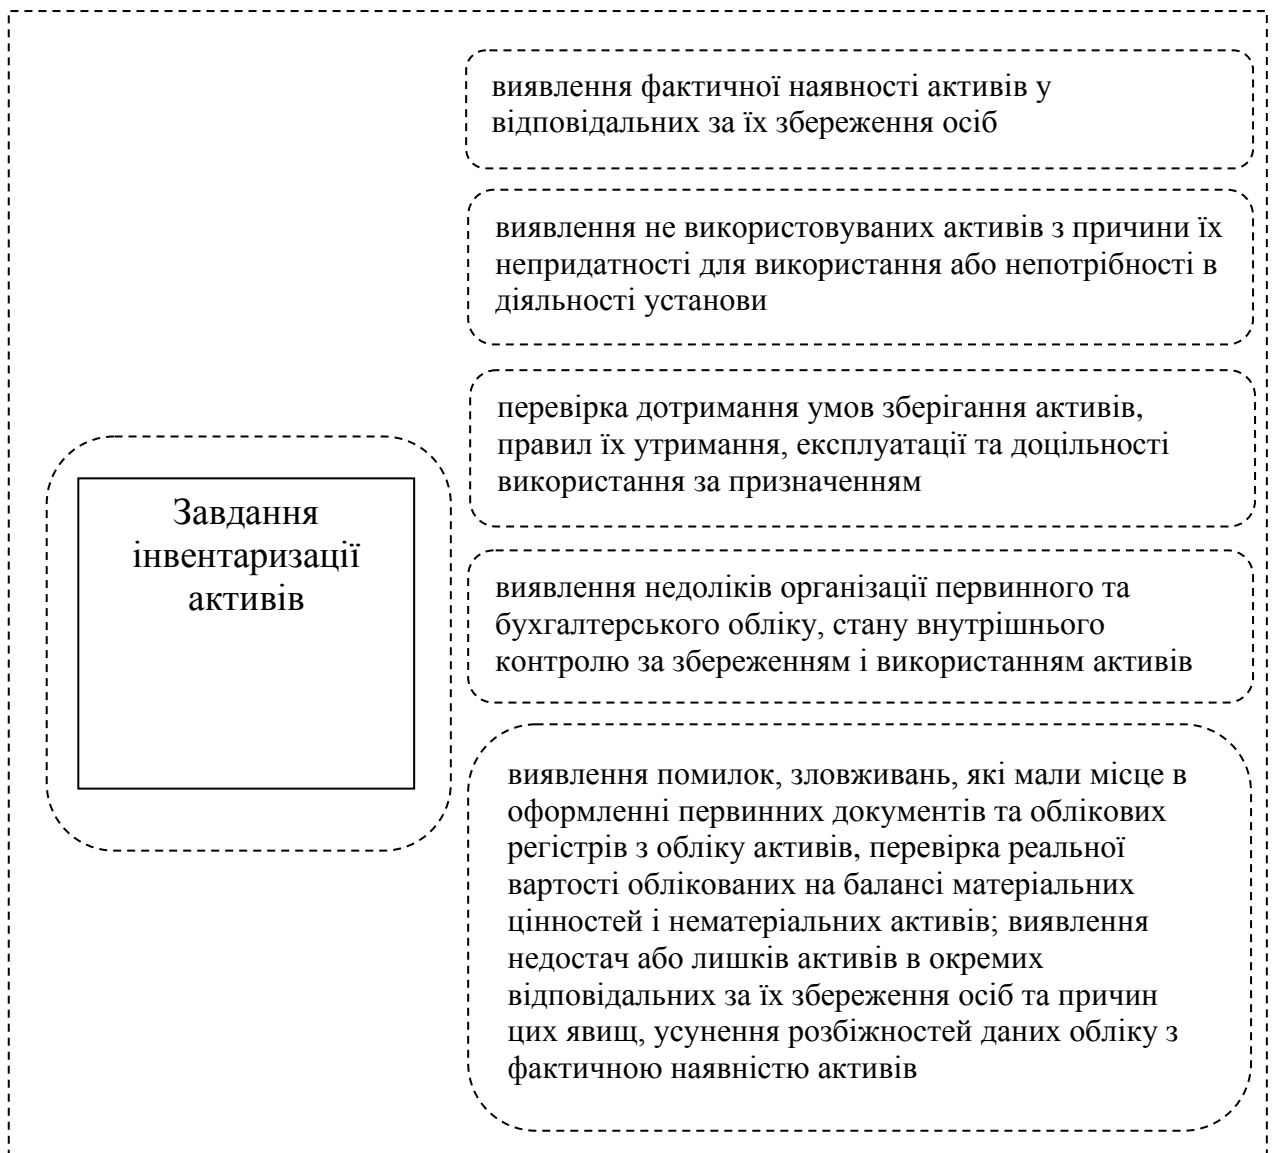 виявлення фактичної наявності активів у
відповідальних за їх збереження осіб
виявлення не використовуваних активів з причини їх
непридатності для використання або непотрібності в
діяльності установи
перевірка дотримання умов зберігання активів,
правил їх утримання, експлуатації та доцільності
використання за призначенням
Завдання
інвентаризації
активів
виявлення недоліків організації первинного та
бухгалтерського обліку, стану внутрішнього
контролю за збереженням і використанням активів
виявлення помилок, зловживань, які мали місце в
оформленні первинних документів та облікових
регістрів з обліку активів, перевірка реальної
вартості облікованих на балансі матеріальних
цінностей і нематеріальних активів; виявлення
недостач або лишків активів в окремих
відповідальних за їх збереження осіб та причин
цих явищ, усунення розбіжностей даних обліку з
фактичною наявністю активів